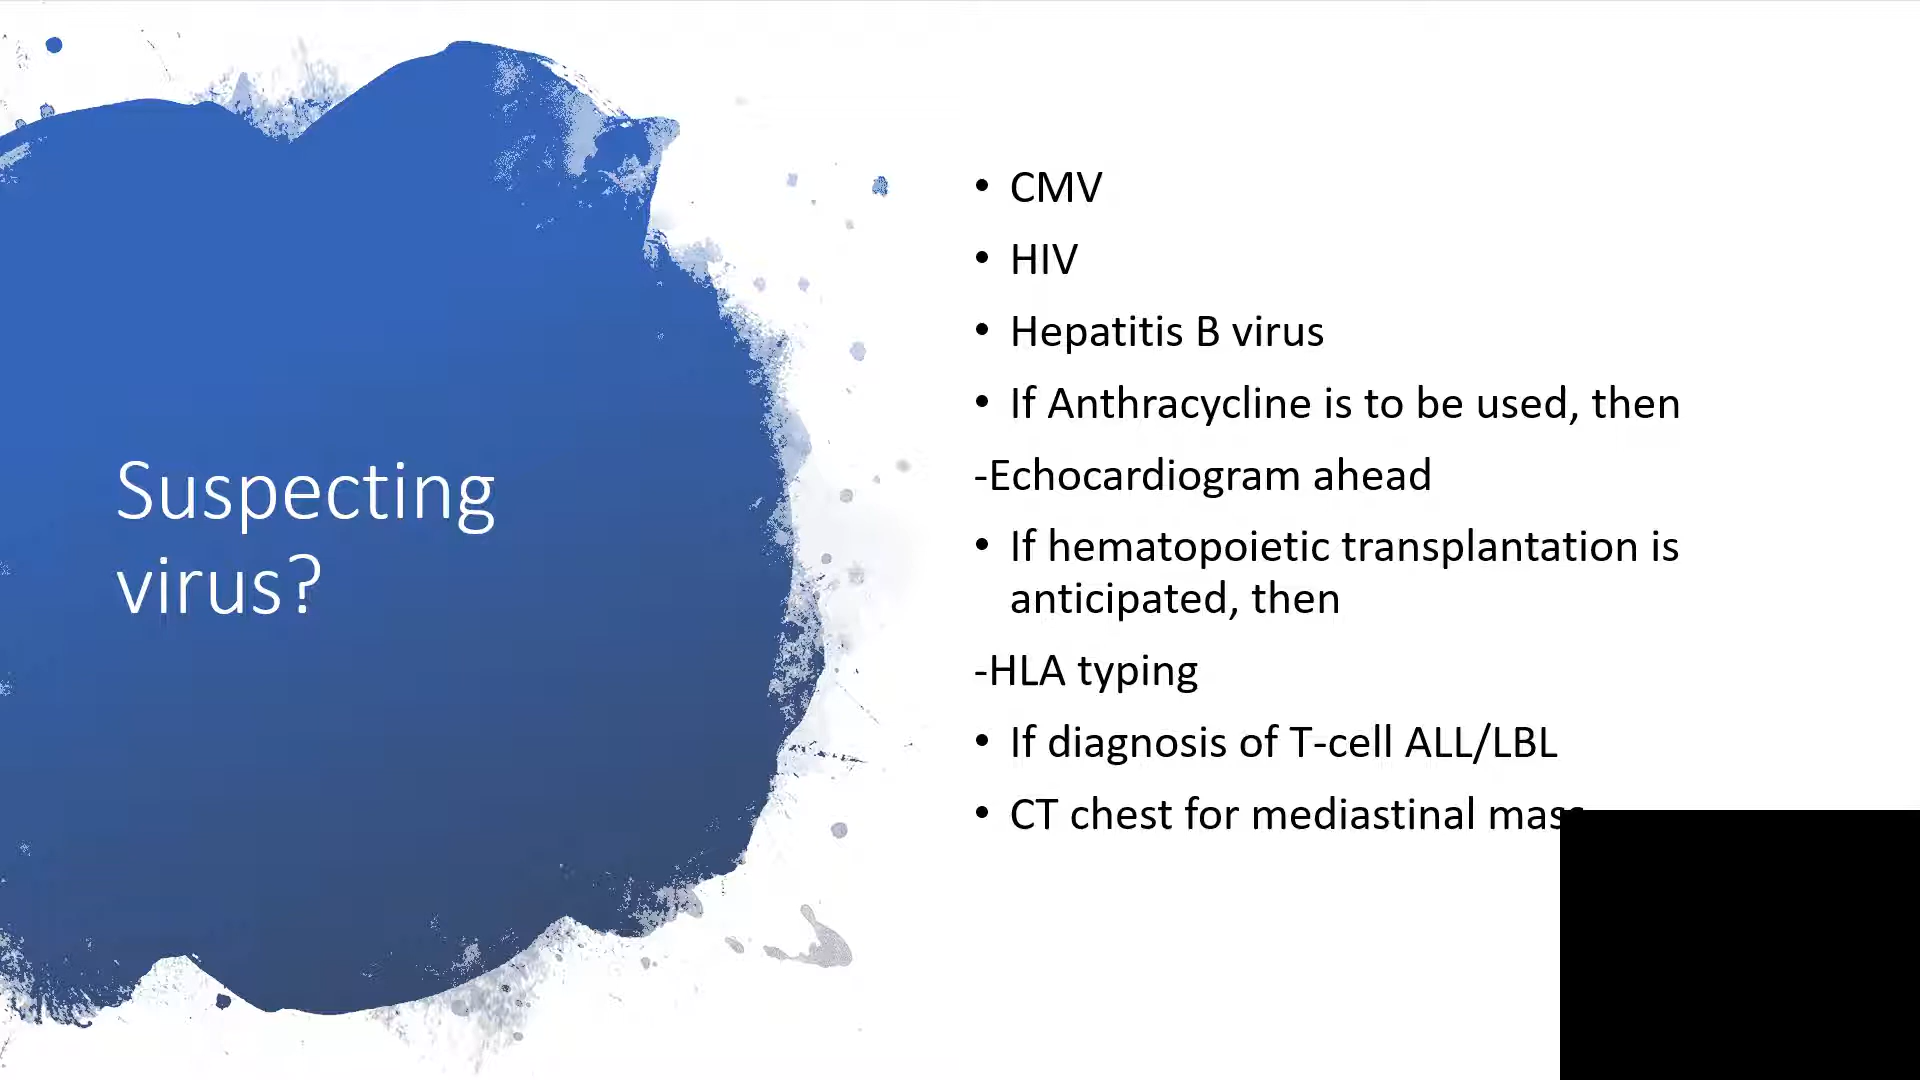 Suspecting
virus?
• CMV
• HIV
• Hepatitis B virus
• If Anthracycline is to be used, then
-Echocardiogram ahead
• If hematopoietic transplantation is
anticipated, then
-HLA typing
• If diagnosis of T-cell ALL/LBL
• CT chest for mediastinal mass